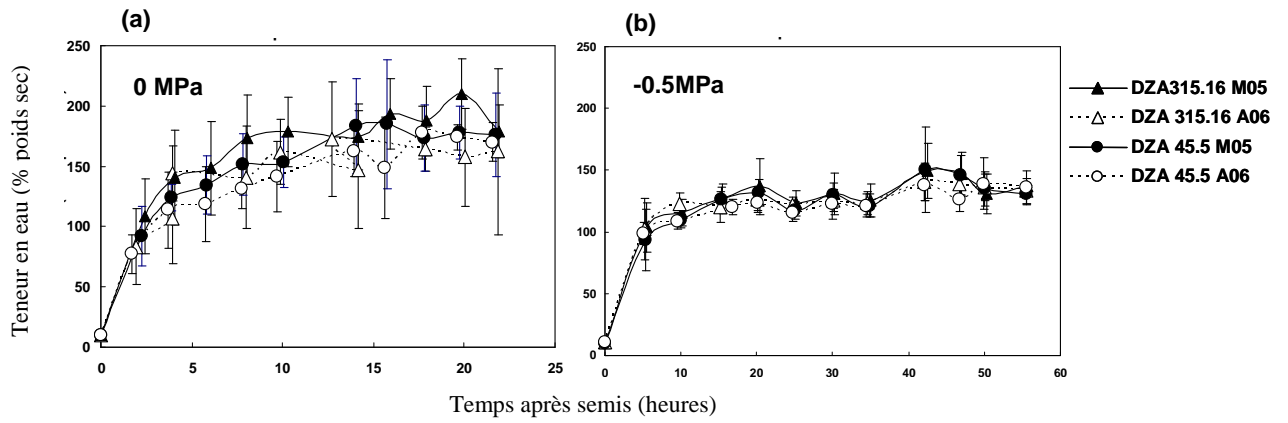 (a)
(b)
250
200
150
100
50
0
0 MPa
0
5
10
15
20
25
250
200
150
100
50
0
-0.5MPa
0
10
20
30
40
50
60
DZA315.16 M05
DZA 315.16 A06
DZA 45.5 M05
DZA 45.5 A06
Teneur en eau (% poids sec)
Temps après semis (heures)